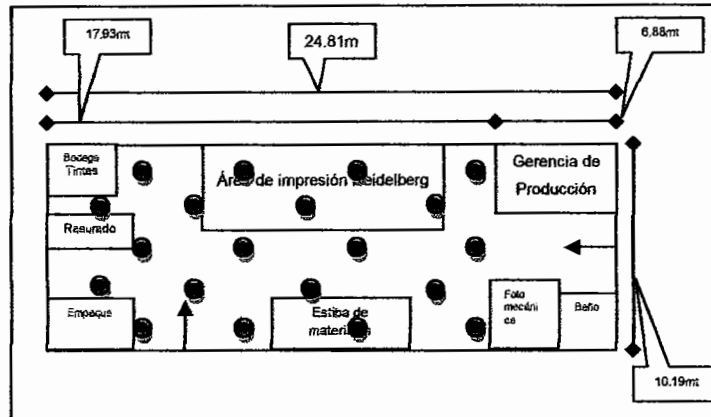 17.93mt
24.81m
6.88mt
Bodega
Tintas
Área de impresión Heidelberg
Gerencia de
Producción
Rasurado
Empaque
Estiba de
materiales
Foto
mecáni
ca
Baño
10.19mt